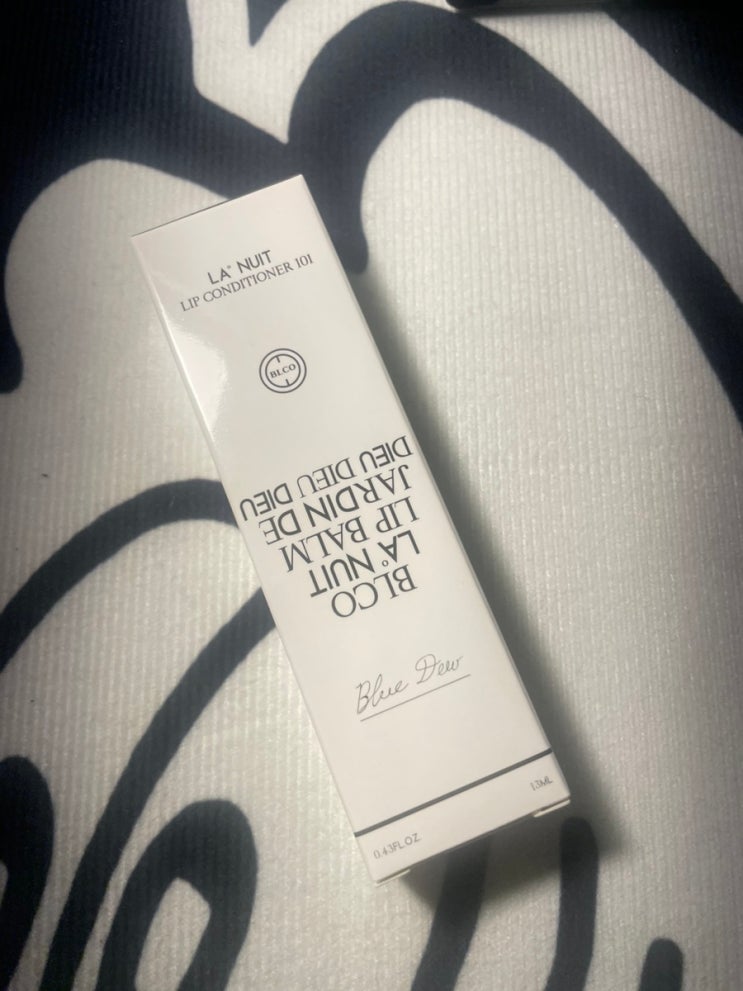 LA° NUIT
LIP CONDITIONER 101
BLCO
BLCO
LA° NUIT
LIP BALM
JARDIN DE
DIEU DIEU DIEU
Blue Dew
0.43FL OZ
13ML